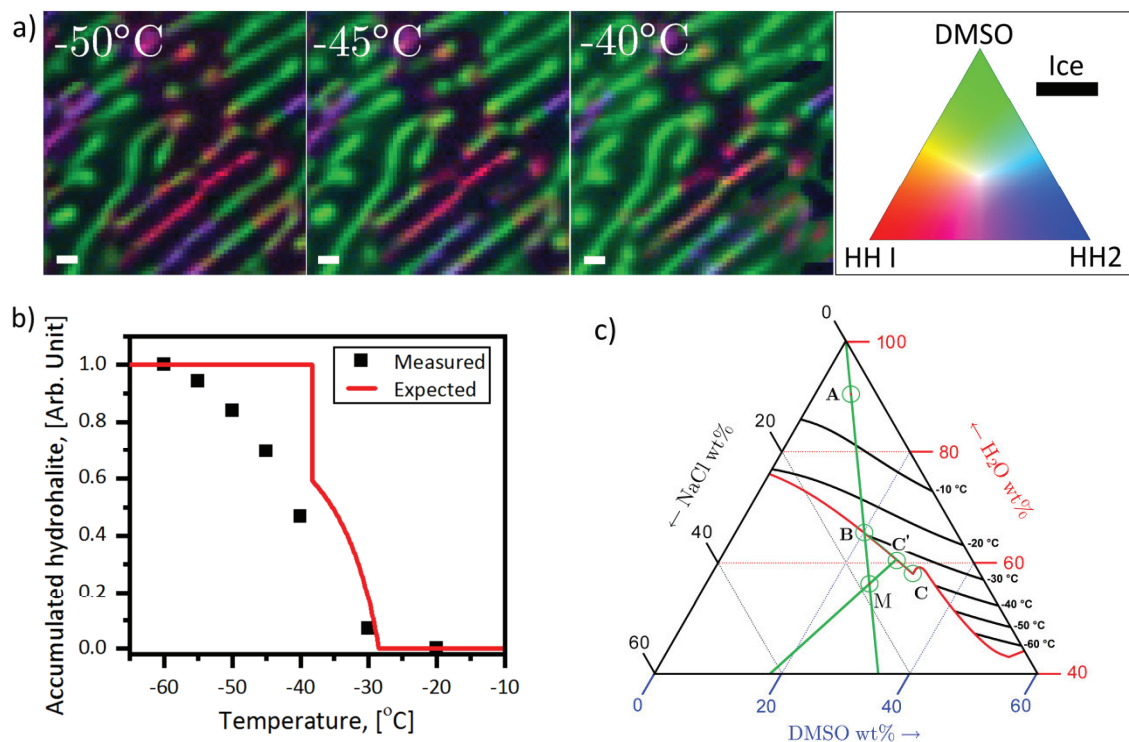 a)
-50°C
-45°C
-40°C
DMSO
Ice
HH I
HH2
b)
Accumulated hydrohalite, [Arb. Unit]
1.0
0.8
0.6
0.4
0.2
0.0
Measured
Expected
-60
-50
-40
-30
-20
-10
Temperature, [°C]
c)
0
100
A
20
← NaCl wt%
80
← H₂O wt%
-10 °C
B
C'
40
60
-20 °C
-30 °C
M
C
-40 °C
-50 °C
-60 °C
60
40
0
20
40
60
DMSO wt% →